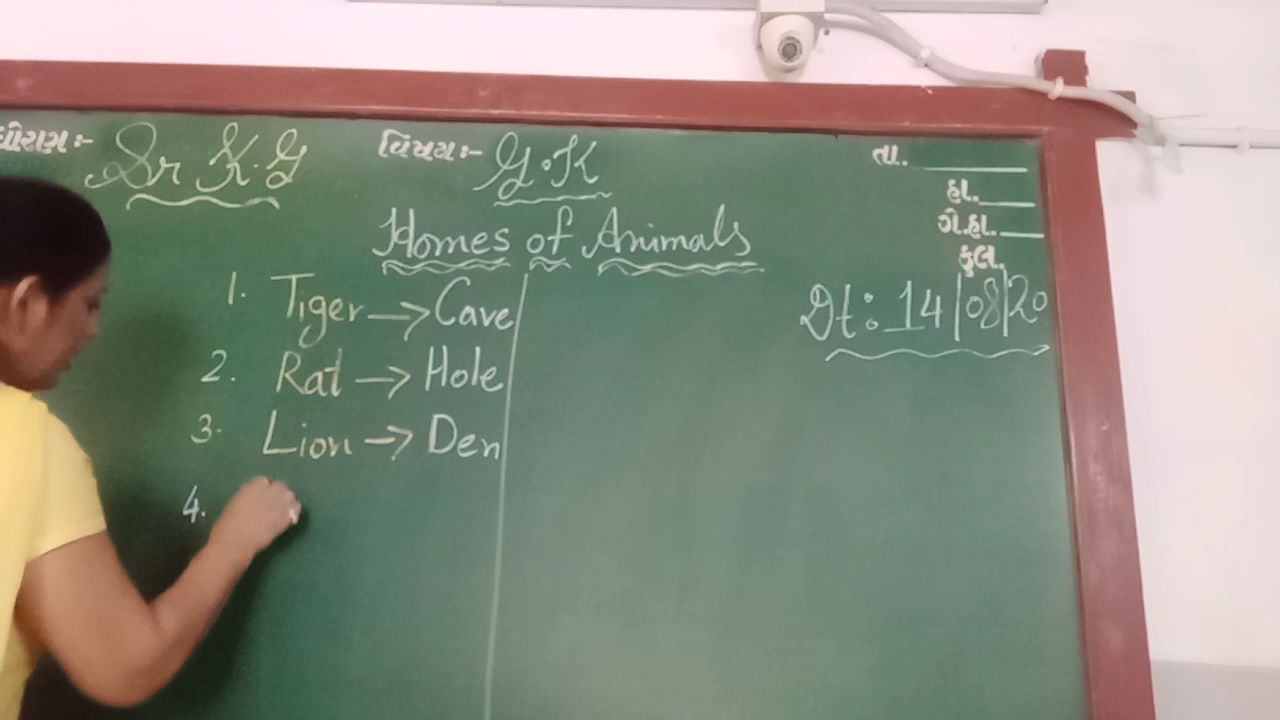 ધોરણ:- Sr K.G
વિષય:- G.K
તા.
હા.
ગે.હા.
કુલ.
Homes of Animals
Dt: 14/08/20
1. Tiger → Cave
2. Rat → Hole
3. Lion → Den
4.